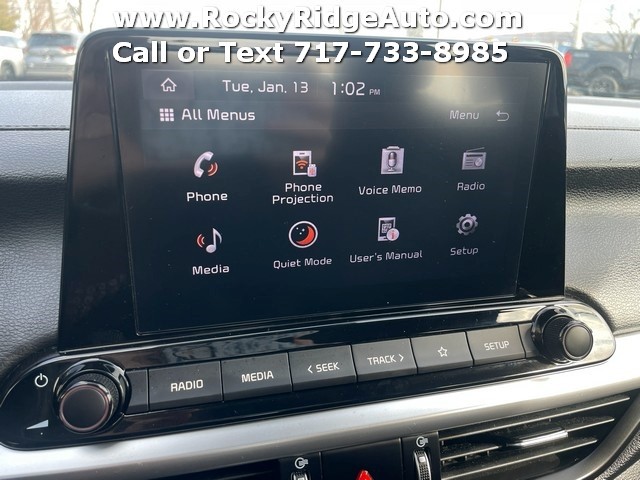 www.RockyRidgeAuto.com
Call or Text 717-733-8985
Tue, Jan. 13 1:02 PM
All Menus Menu
Phone Phone Projection Voice Memo Radio
Media Quiet Mode User's Manual Setup
RADIO MEDIA < SEEK TRACK > SETUP